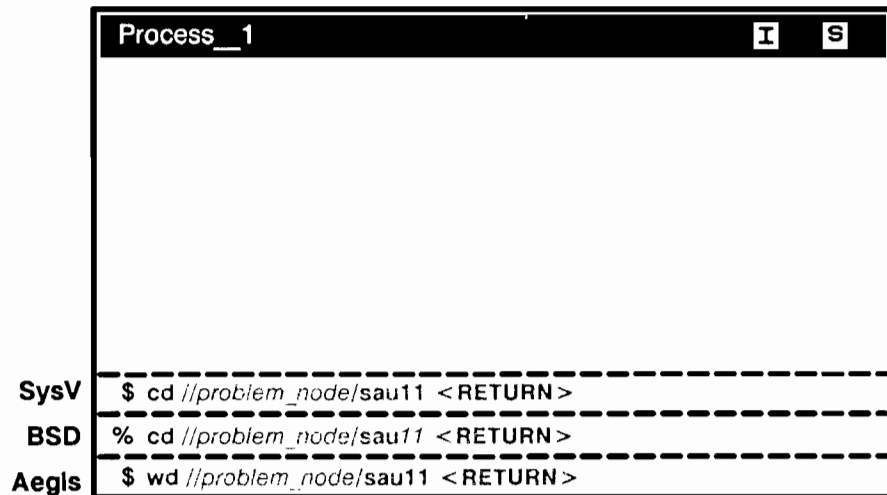 Process__1 I S
SysV $ cd //problem_node/sau11 <RETURN>
BSD % cd //problem_node/sau11 <RETURN>
Aegis $ wd //problem_node/sau11 <RETURN>